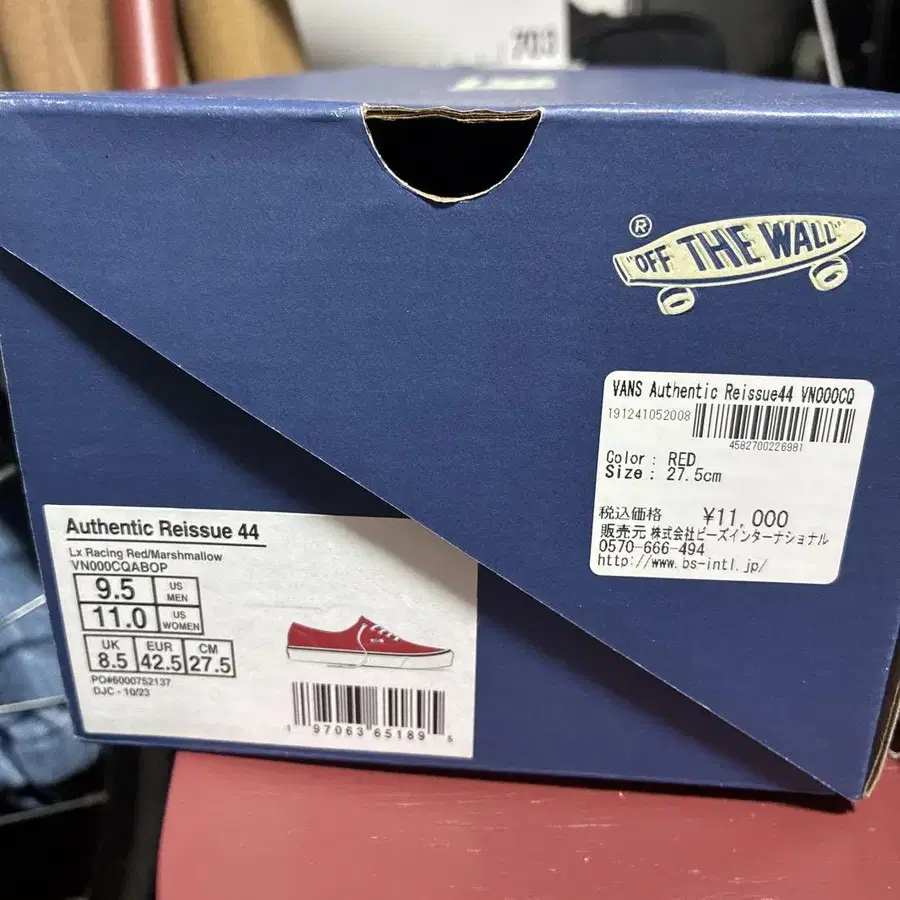 703
® "OFF THE WALL"
VANS Authentic Reissue44 VN000CQ
191241052008
4582700226981
Color : RED
Size : 27.5cm
税込価格 ¥11,000
販売元 株式会社ビーズインターナショナル
0570-666-494
http://www.bs-intl.jp/
Authentic Reissue 44
Lx Racing Red/Marshmallow
VN000CQABOP
9.5 US MEN
11.0 US WOMEN
UK EUR CM
8.5 42.5 27.5
PO#6000752137
DJC - 10/23
1 97063 65189 5